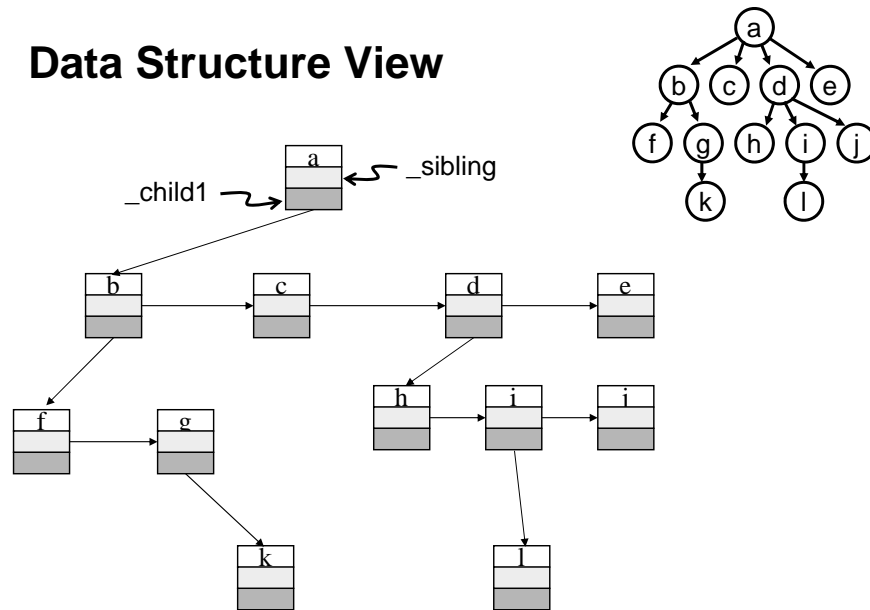 Data Structure View
a
b c d e
f g h i j
k l
a
_sibling
_child1
b c d e
h i j
f g
k l